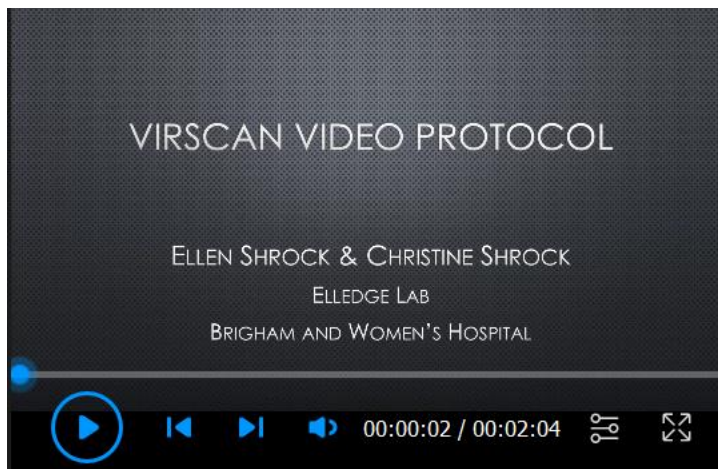 VIRSCAN VIDEO PROTOCOL
ELLEN SHROCK & CHRISTINE SHROCK
ELLEDGE LAB
BRIGHAM AND WOMEN'S HOSPITAL
00:00:02 / 00:02:04